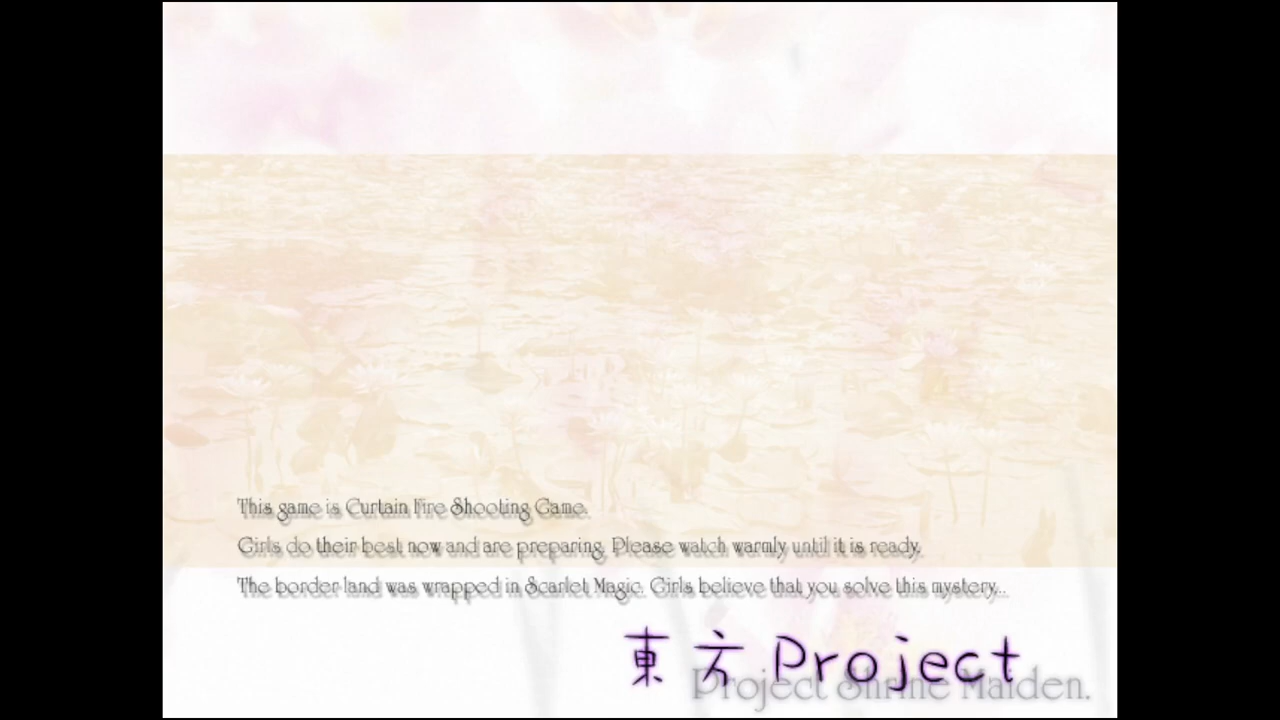 This game is Curtain Fire Shooting Game.
Girls do their best now and are preparing. Please watch warmly until it is ready.
The border land was wrapped in Scarlet Magic. Girls believe that you solve this mystery...
東方Project
Project Shrine Maiden.